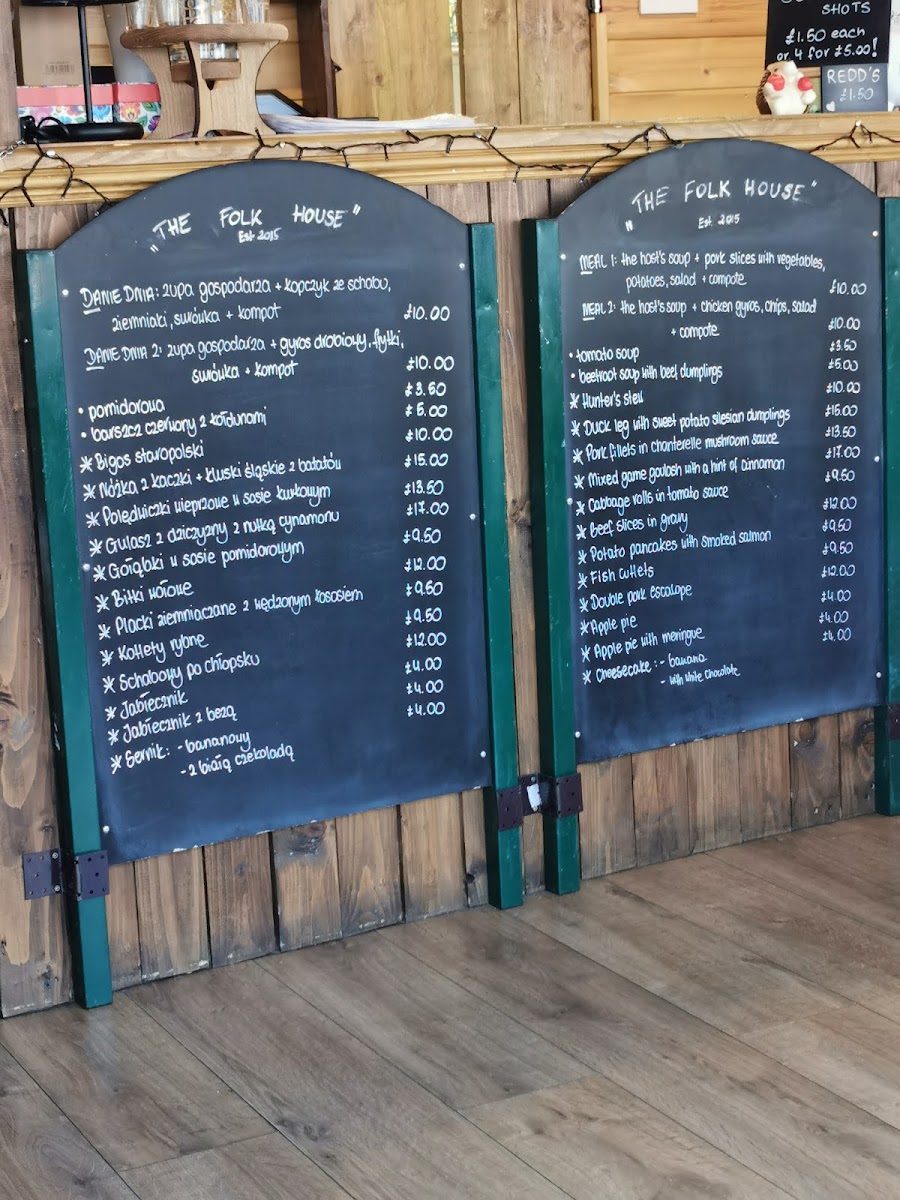 SHOTS
£1.50 each
or 4 for £5.00!
REDD'S
£1.50
"THE FOLK HOUSE"
Est 2015
DANIE DNIA: zupa gospodarza + kopczyk ze schabu,
ziemniaki, surówka + kompot £10.00
DANIE DNIA 2: zupa gospodarza + gyros drobiowy, frytki,
surówka + kompot £10.00
• pomidorowa £3.50
• barszcz czerwony z kołdunami £5.00
* Bigos staropolski £10.00
* Nóżka z kaczki + kluski śląskie z batatów £15.00
* Polędwiczki wieprzowe w sosie kurkowym £13.50
* Gulasz z dziczyzny z nutką cynamonu £17.00
* Gołąbki w sosie pomidorowym £9.50
* Bitki wołowe £12.00
* Placki ziemniaczane z wędzonym łososiem £9.50
* Kotlety rybne £9.50
* Schabowy po chłopsku £12.00
* Jabłecznik £4.00
* Jabłecznik z bezą £4.00
* Sernik: - bananowy £4.00
- z białą czekoladą
"THE FOLK HOUSE"
Est 2015
MEAL 1: the host's soup + pork slices with vegetables,
potatoes, salad + compote £10.00
MEAL 2: the host's soup + chicken gyros, chips, salad
+ compote £10.00
• tomato soup £3.50
• beetroot soup with beef dumplings £5.00
* Hunter's stew £10.00
* Duck leg with sweet potato silesian dumplings £15.00
* Pork fillets in chanterelle mushroom sauce £13.50
* Mixed game goulash with a hint of cinnamon £17.00
* Cabbage rolls in tomato sauce £9.50
* Beef slices in gravy £12.00
* Potato pancakes with smoked salmon £9.50
* Fish cutlets £9.50
* Double pork escalope £12.00
* Apple pie £4.00
* Apple pie with meringue £4.00
* Cheesecake: - banana £4.00
- with white chocolate